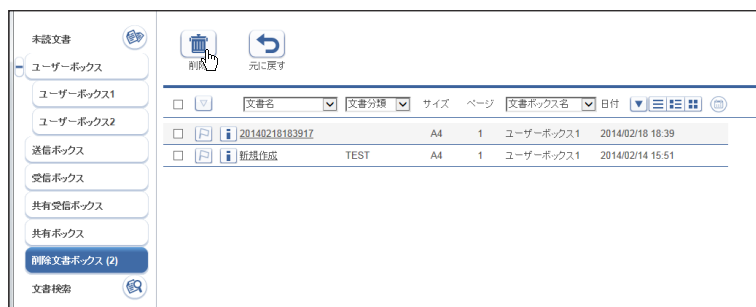 未読文書
ユーザーボックス
ユーザーボックス1
ユーザーボックス2
送信ボックス
受信ボックス
共有受信ボックス
共有ボックス
削除文書ボックス (2)
文書検索
削除
元に戻す
文書名 文書分類 サイズ ページ 文書ボックス名 日付
20140218183917 A4 1 ユーザーボックス1 2014/02/18 18:39
新規作成 TEST A4 1 ユーザーボックス1 2014/02/14 15:51